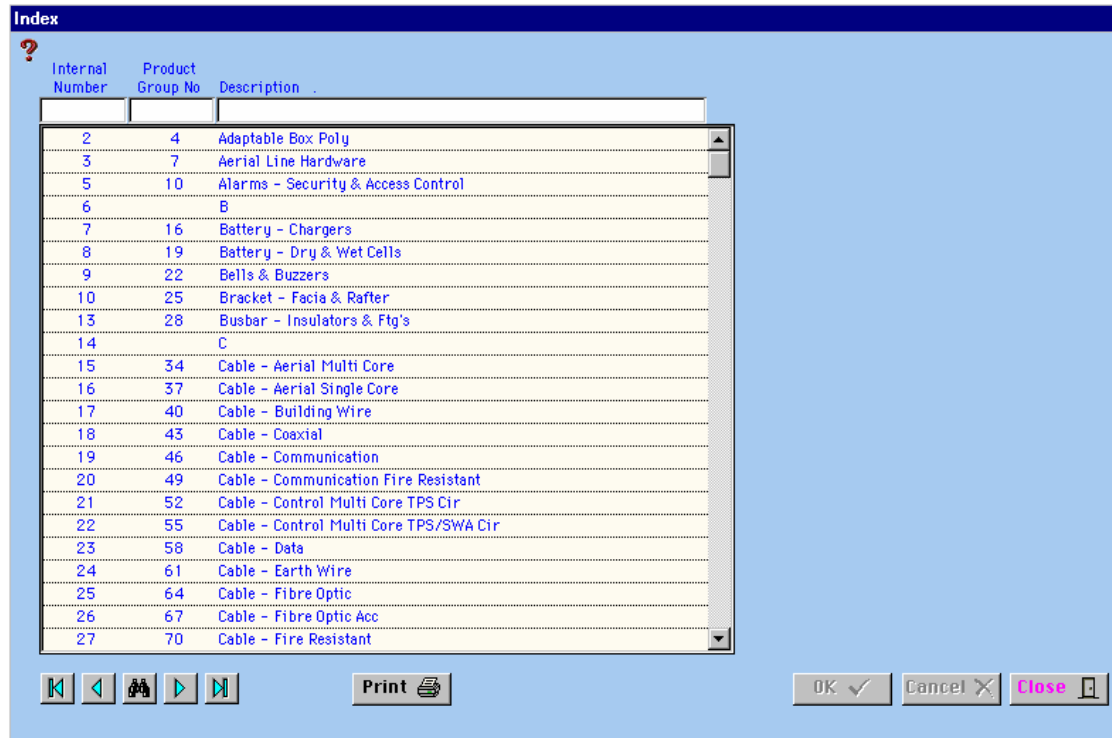 Index
?
Internal Product
Number Group No Description .
2 4 Adaptable Box Poly
3 7 Aerial Line Hardware
5 10 Alarms - Security & Access Control
6 B
7 16 Battery - Chargers
8 19 Battery - Dry & Wet Cells
9 22 Bells & Buzzers
10 25 Bracket - Facia & Rafter
13 28 Busbar - Insulators & Ftg's
14 C
15 34 Cable - Aerial Multi Core
16 37 Cable - Aerial Single Core
17 40 Cable - Building Wire
18 43 Cable - Coaxial
19 46 Cable - Communication
20 49 Cable - Communication Fire Resistant
21 52 Cable - Control Multi Core TPS Cir
22 55 Cable - Control Multi Core TPS/SWA Cir
23 58 Cable - Data
24 61 Cable - Earth Wire
25 64 Cable - Fibre Optic
26 67 Cable - Fibre Optic Acc
27 70 Cable - Fire Resistant
Print OK Cancel Close